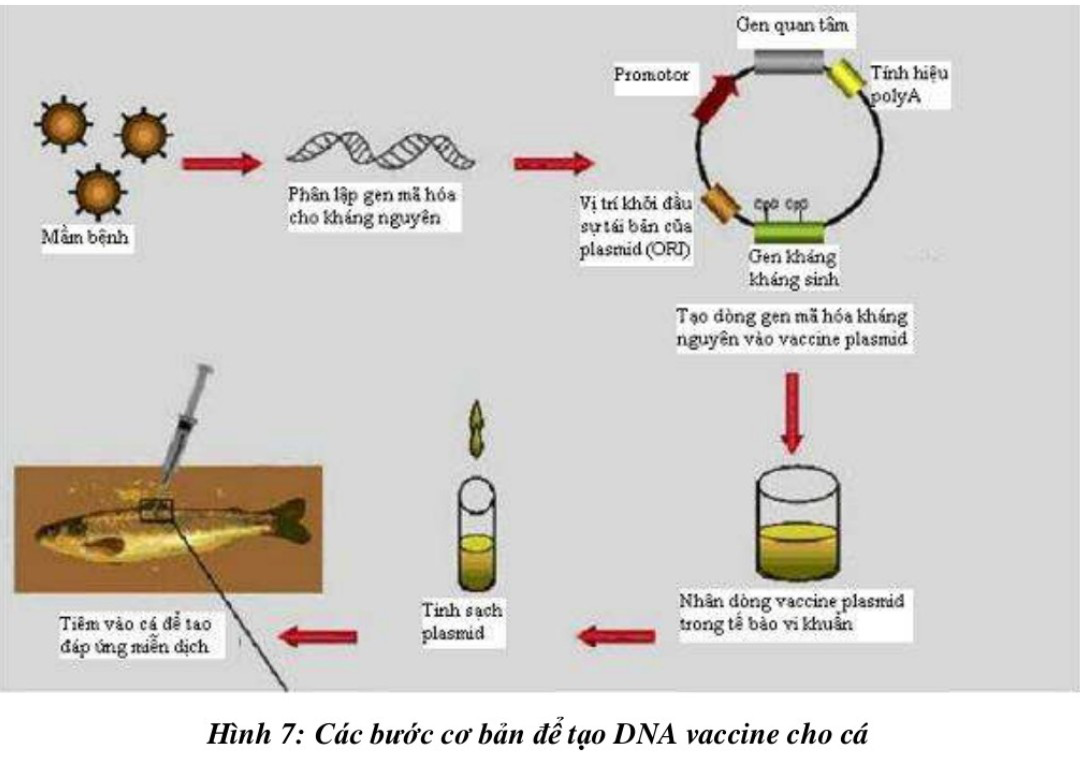 Gen quan tâm
Promotor
Tính hiệu
polyA
Mầm bệnh
Phân lập gen mã hóa
cho kháng nguyên
Vị trí khởi đầu
sự tái bản của
plasmid (ORI)
CpG CpG
Gen kháng
kháng sinh
Tạo dòng gen mã hóa kháng
nguyên vào vaccine plasmid
Nhân dòng vaccine plasmid
trong tế bào vi khuẩn
Tinh sạch
plasmid
Tiêm vào cá để tao
đáp ứng miễn dịch
Hình 7: Các bước cơ bản để tạo DNA vaccine cho cá